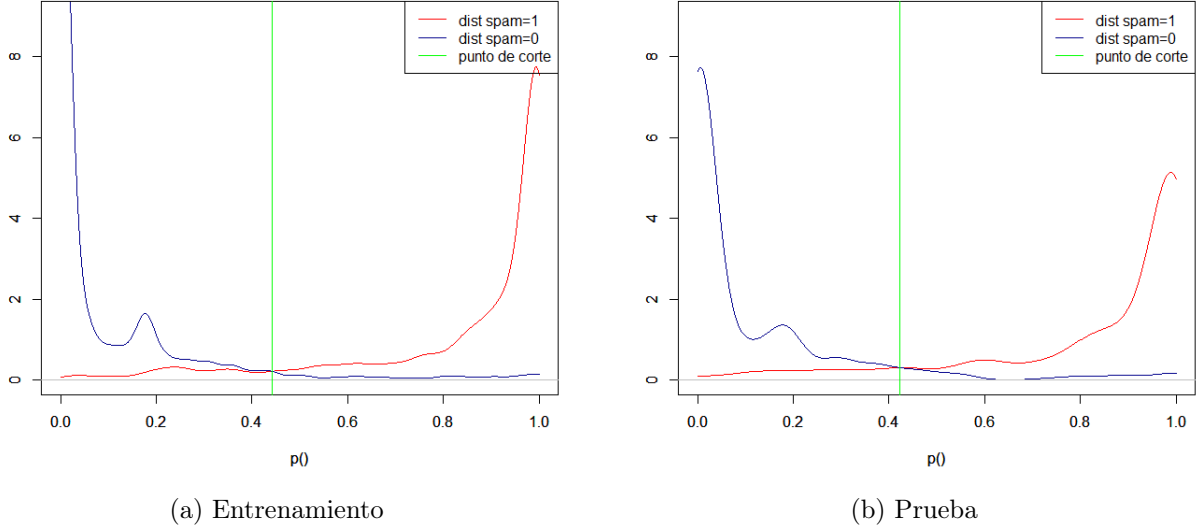 dist spam=1
dist spam=0
punto de corte
8
6
4
2
0
0.0 0.2 0.4 0.6 0.8 1.0
p()
(a) Entrenamiento
dist spam=1
dist spam=0
punto de corte
8
6
4
2
0
0.0 0.2 0.4 0.6 0.8 1.0
p()
(b) Prueba